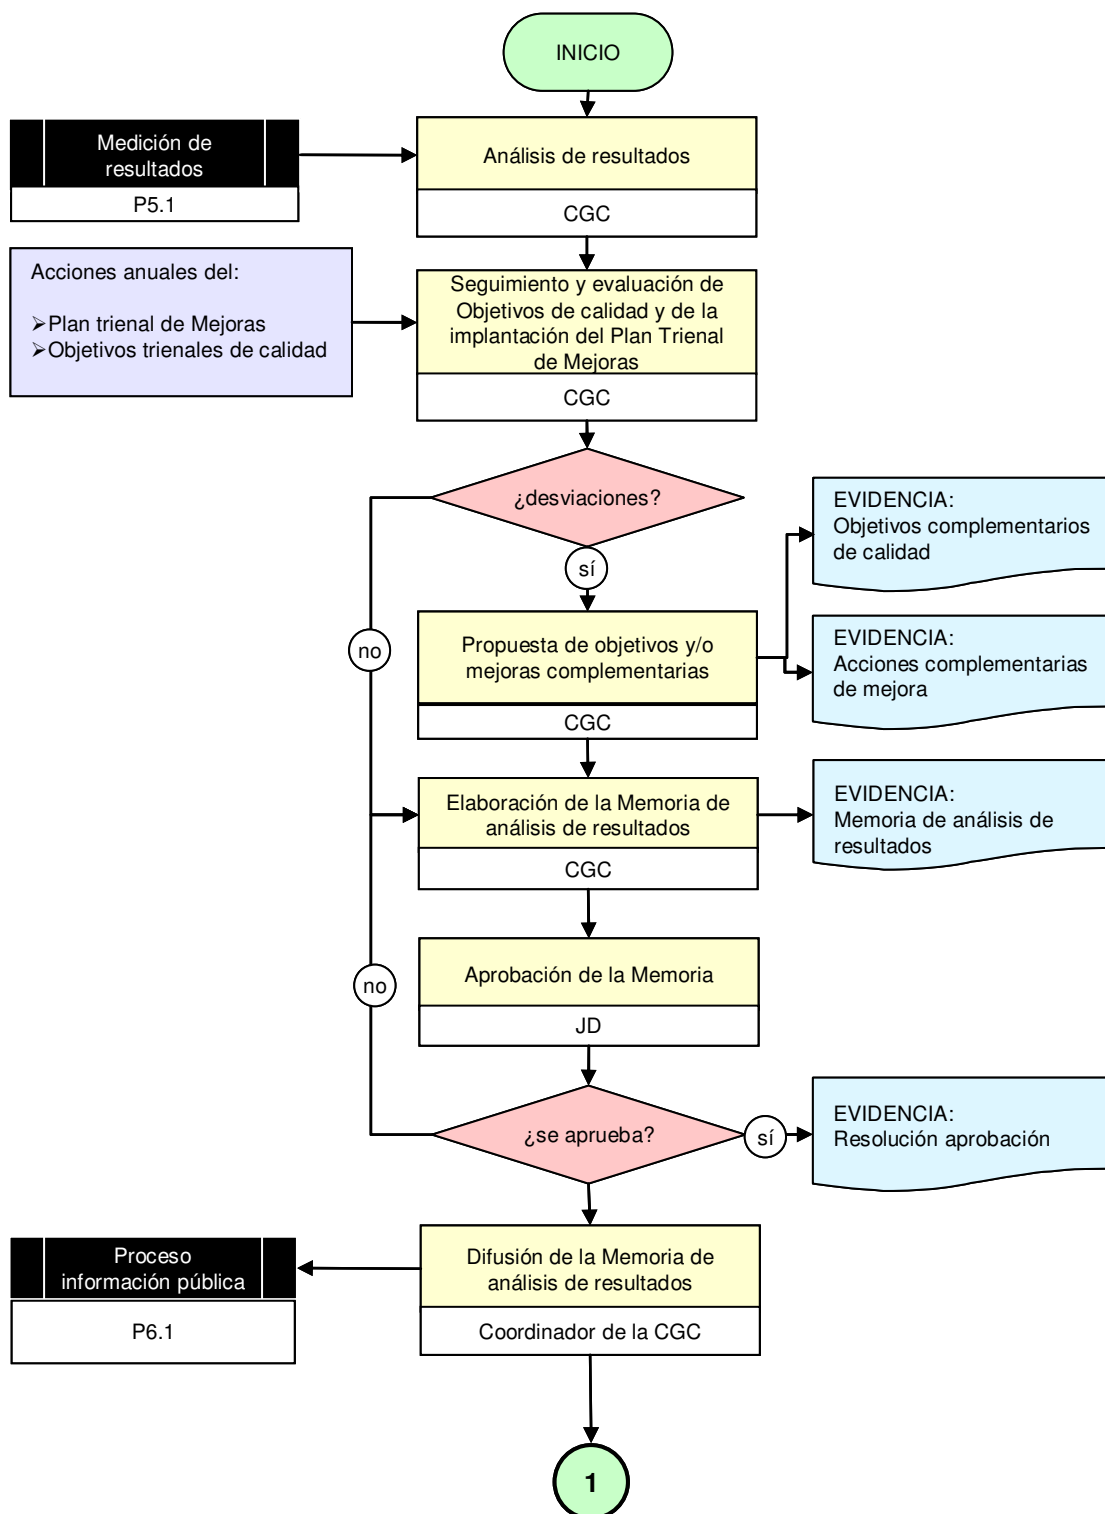 INICIO
Medición de
resultados
P5.1
Análisis de resultados
CGC
Acciones anuales del:
➢Plan trienal de Mejoras
➢Objetivos trienales de calidad
Seguimiento y evaluación de
Objetivos de calidad y de la
implantación del Plan Trienal
de Mejoras
CGC
¿desviaciones?
sí
no
EVIDENCIA:
Objetivos complementarios
de calidad
Propuesta de objetivos y/o
mejoras complementarias
CGC
EVIDENCIA:
Acciones complementarias
de mejora
Elaboración de la Memoria de
análisis de resultados
CGC
EVIDENCIA:
Memoria de análisis de
resultados
Aprobación de la Memoria
JD
no
¿se aprueba?
sí
EVIDENCIA:
Resolución aprobación
Proceso
información pública
P6.1
Difusión de la Memoria de
análisis de resultados
Coordinador de la CGC
1